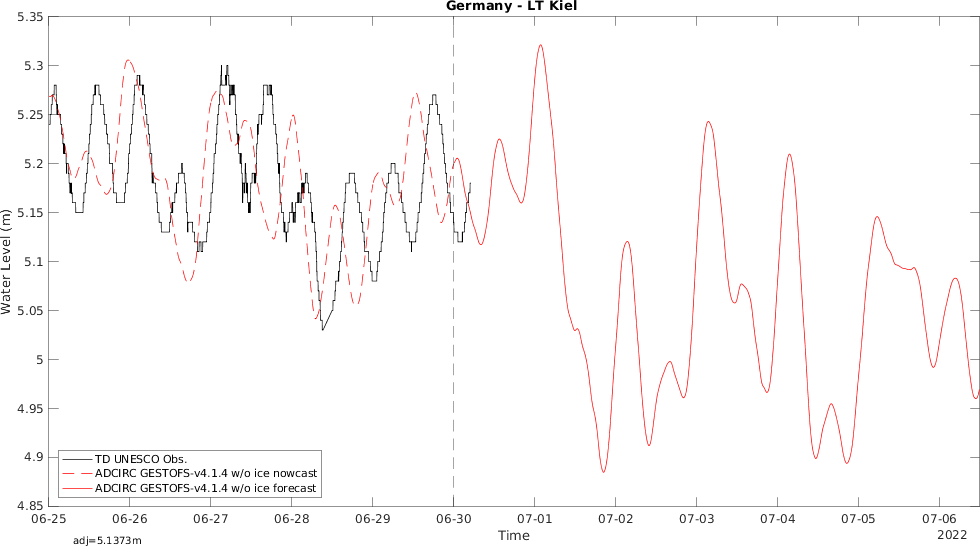 Germany - LT Kiel
5.35
5.3
5.25
5.2
5.15
5.1
5.05
5
4.95
4.9
4.85
Water Level (m)
TD UNESCO Obs.
ADCIRC GESTOFS-v4.1.4 w/o ice nowcast
ADCIRC GESTOFS-v4.1.4 w/o ice forecast
06-25 06-26 06-27 06-28 06-29 06-30 07-01 07-02 07-03 07-04 07-05 07-06
Time
2022
adj=5.1373m